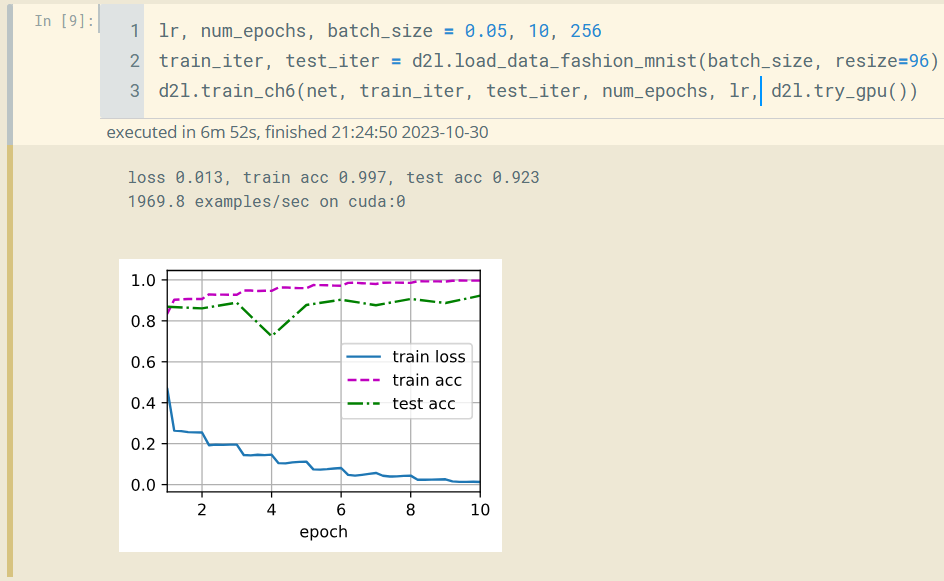 In [9]:
1 lr, num_epochs, batch_size = 0.05, 10, 256
2 train_iter, test_iter = d2l.load_data_fashion_mnist(batch_size, resize=96)
3 d2l.train_ch6(net, train_iter, test_iter, num_epochs, lr, d2l.try_gpu())
executed in 6m 52s, finished 21:24:50 2023-10-30
loss 0.013, train acc 0.997, test acc 0.923
1969.8 examples/sec on cuda:0
1.0
0.8
0.6
0.4
0.2
0.0
train loss
train acc
test acc
2 4 6 8 10
epoch